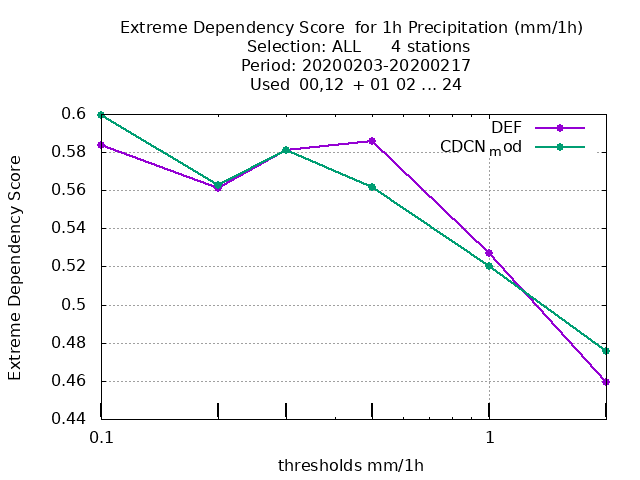 Extreme Dependency Score  for 1h Precipitation (mm/1h)
Selection: ALL      4 stations
Period: 20200203-20200217
Used  00,12  + 01 02 ... 24
DEF
CDCNmod
0.6
0.58
0.56
0.54
0.52
0.5
0.48
0.46
0.44
Extreme Dependency Score
0.1
1
thresholds mm/1h